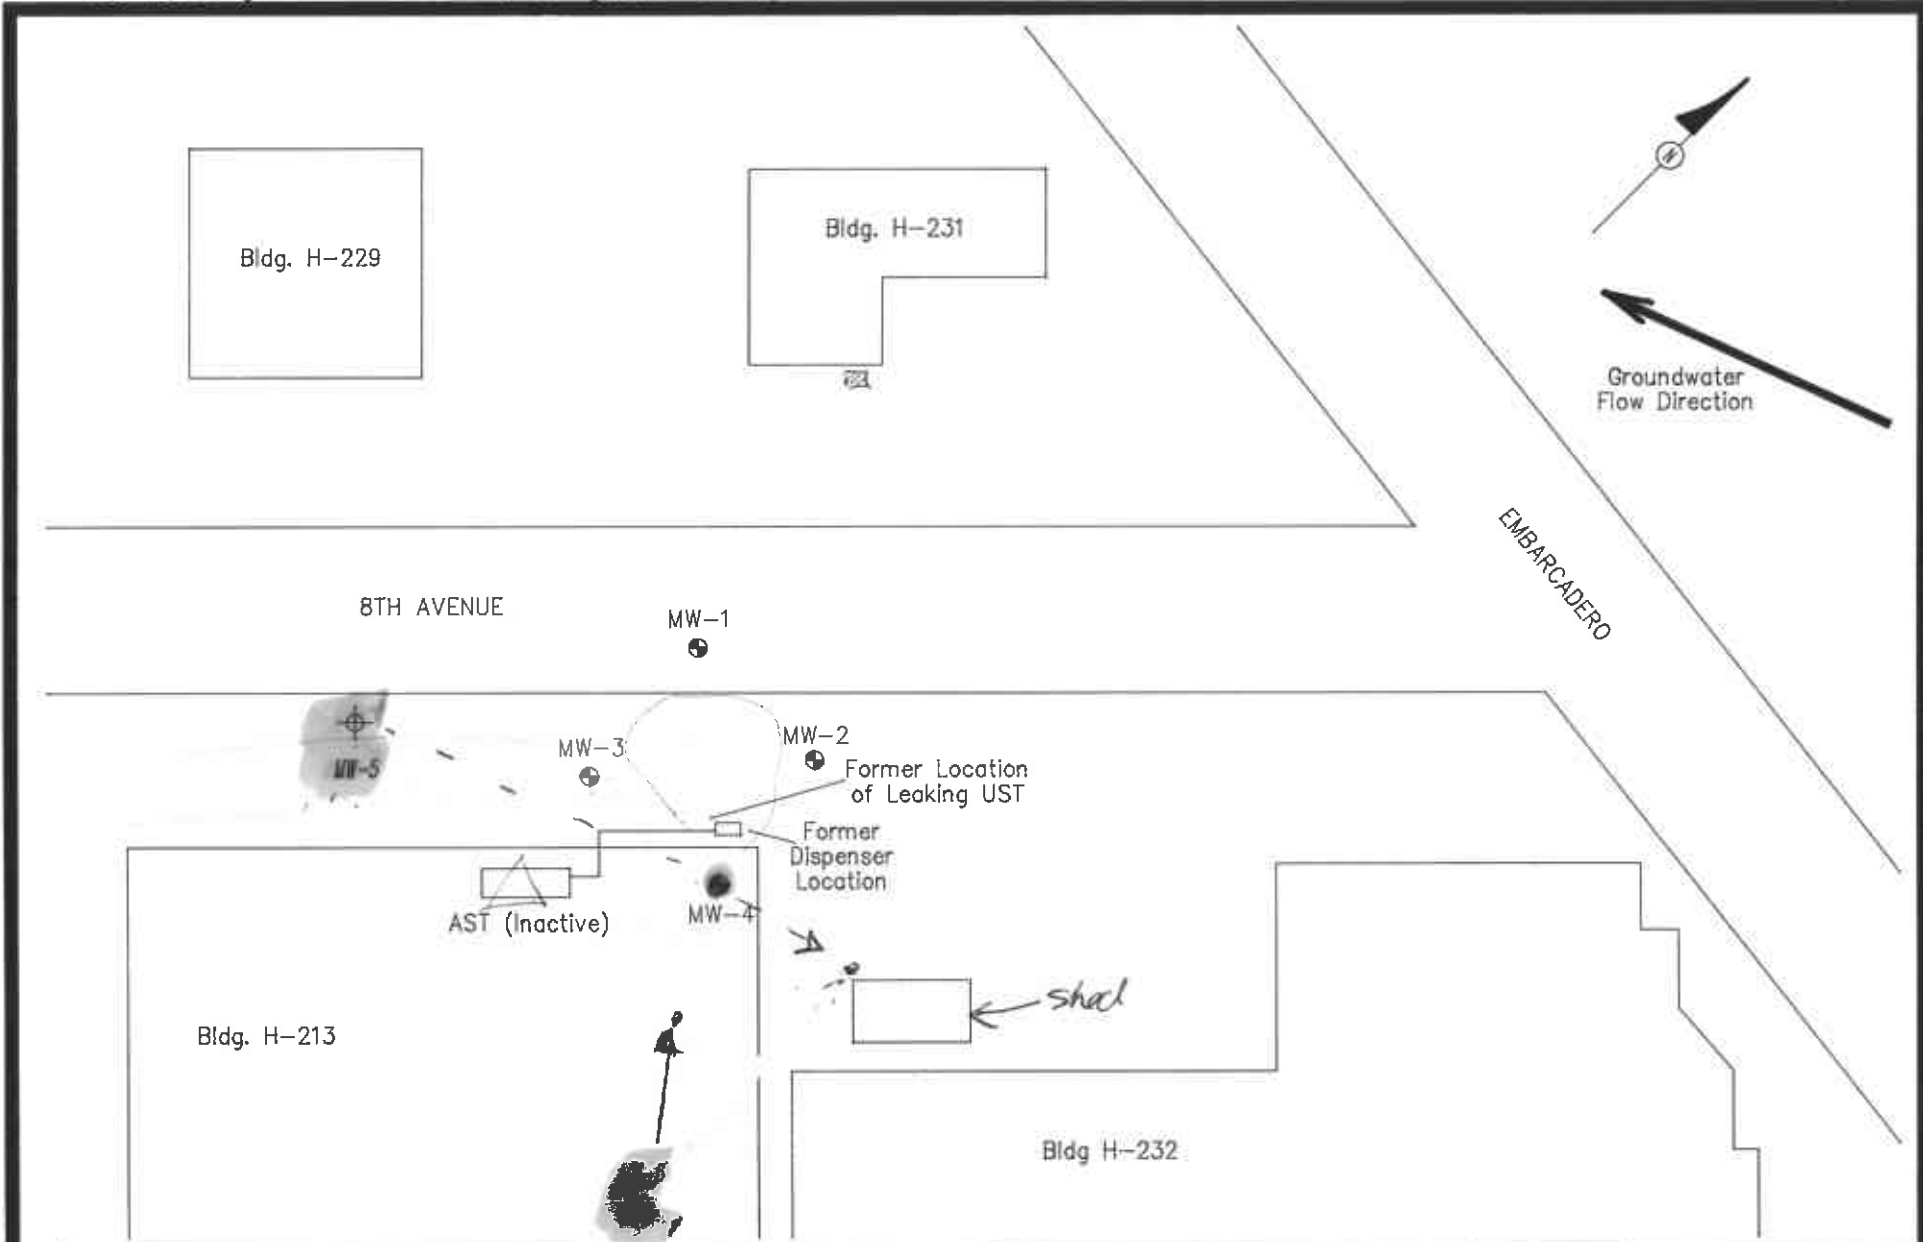 Bldg. H-229
Bldg. H-231
N
Groundwater
Flow Direction
EMBARCADERO
8TH AVENUE
MW-1
MW-5
MW-3
MW-2
Former Location
of Leaking UST
Former
Dispenser
Location
MW-4
AST (Inactive)
shed
Bldg. H-213
Bldg H-232